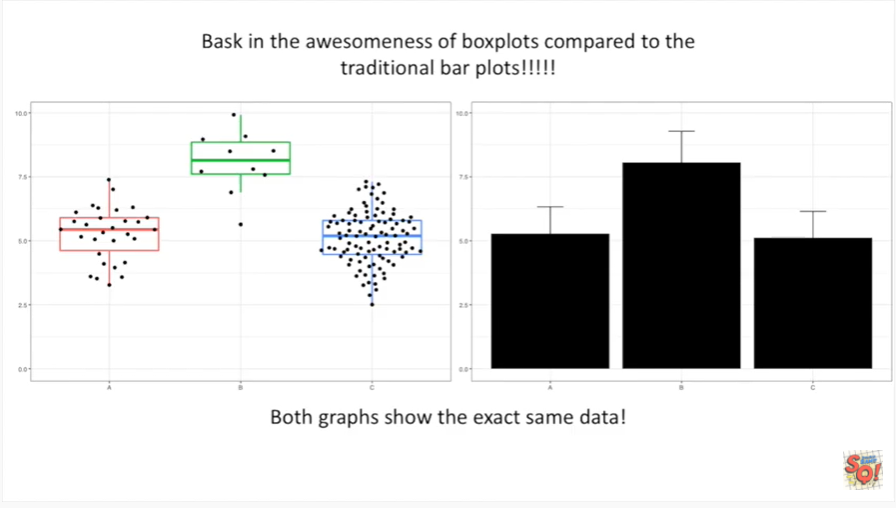 Bask in the awesomeness of boxplots compared to the
traditional bar plots!!!!!
10.0
7.5
5.0
2.5
0.0
A B C
10.0
7.5
5.0
2.5
0.0
A B C
Both graphs show the exact same data!
SQ!